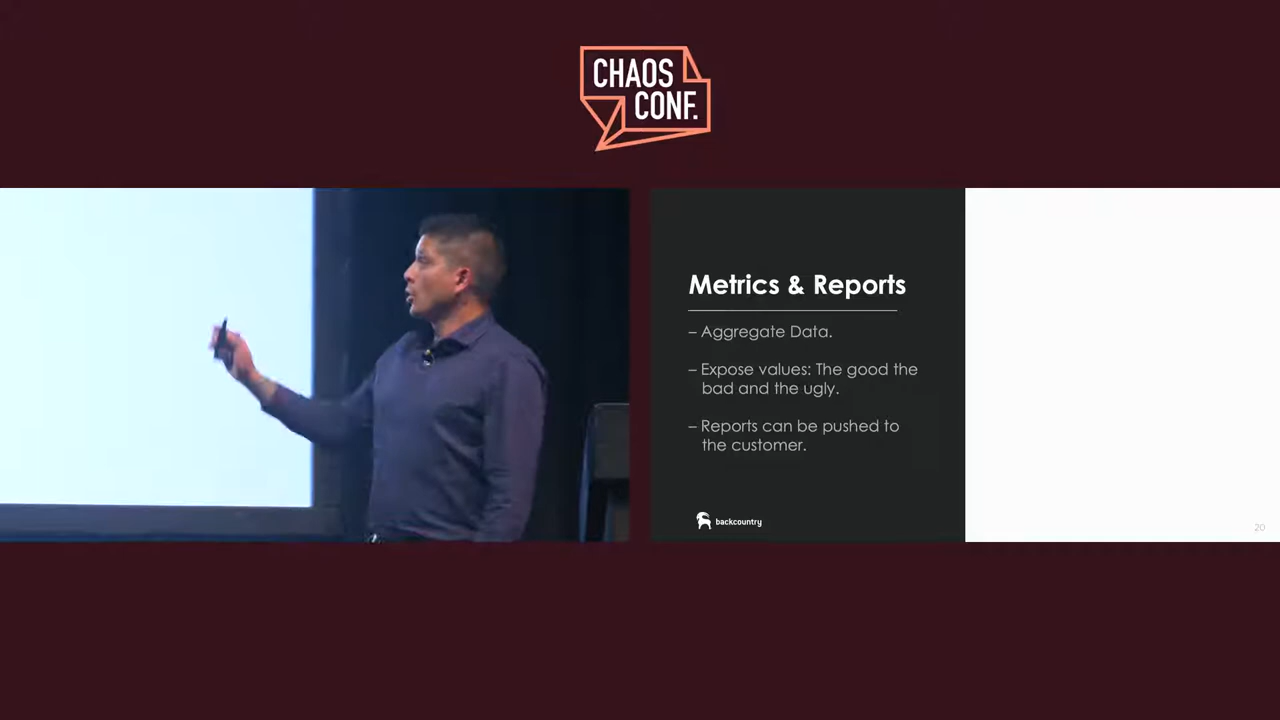 CHAOS
CONF.
Metrics & Reports
– Aggregate Data.
– Expose values: The good the
bad and the ugly.
– Reports can be pushed to
the customer.
backcountry
20